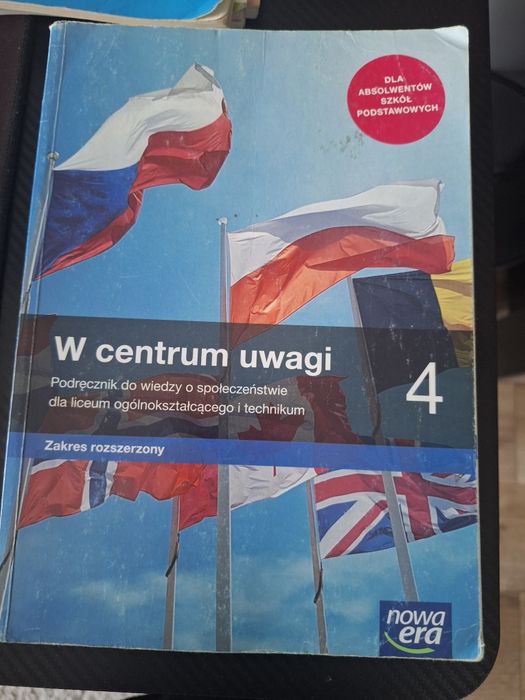 DLA
ABSOLWENTÓW
SZKÓŁ
PODSTAWOWYCH
W centrum uwagi
Podręcznik do wiedzy o społeczeństwie
dla liceum ogólnokształcącego i technikum
4
Zakres rozszerzony
nowa
era